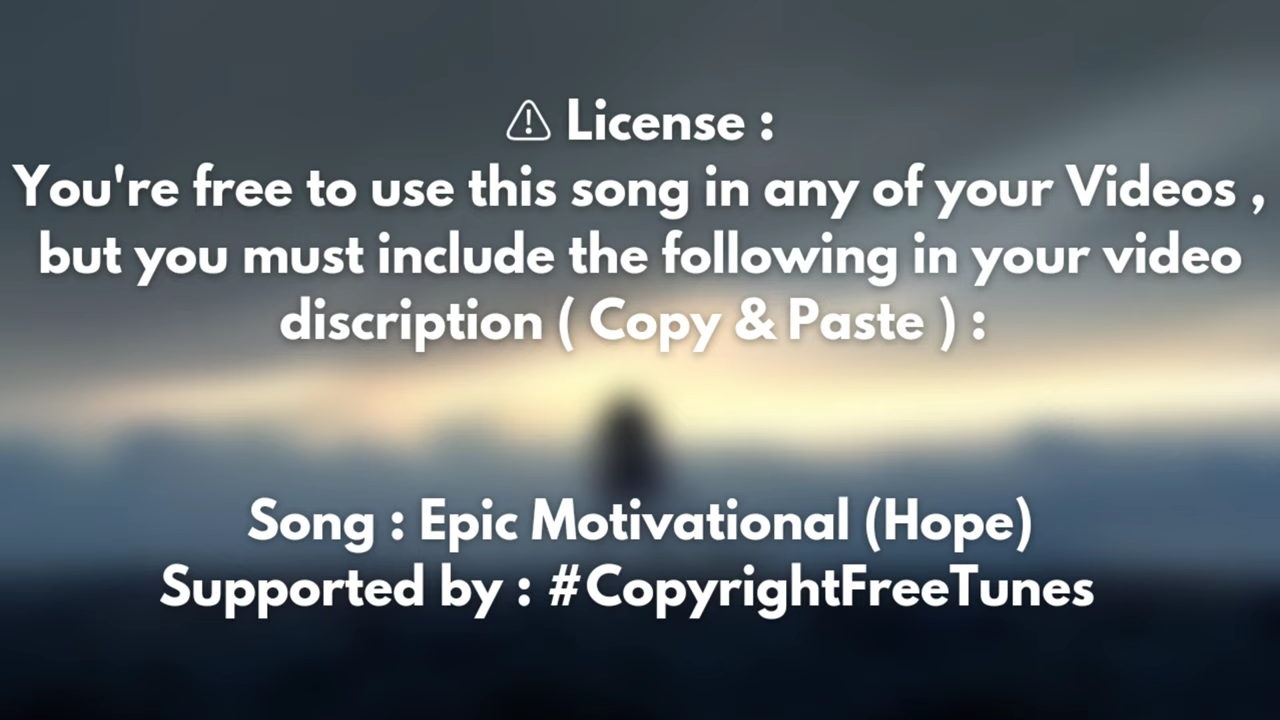 ⚠ License :
You're free to use this song in any of your Videos ,
but you must include the following in your video
discription ( Copy & Paste ) :
Song : Epic Motivational (Hope)
Supported by : #CopyrightFreeTunes